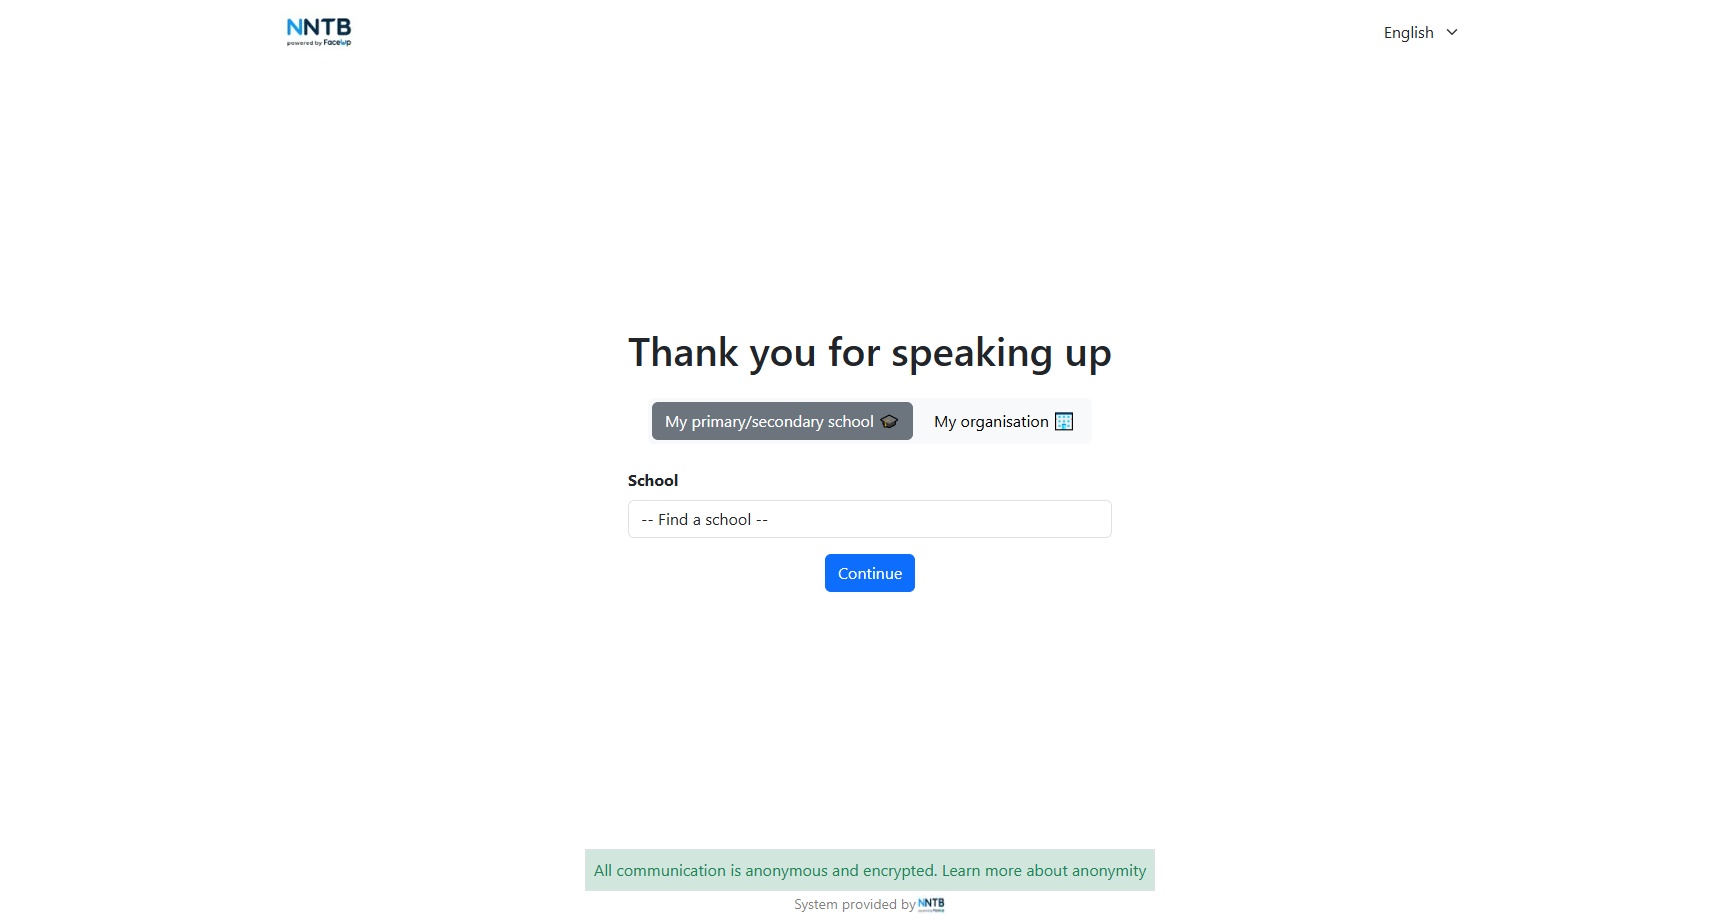 NNTB
powered by FaceUp
English
Thank you for speaking up
My primary/secondary school
My organisation
School
-- Find a school --
Continue
All communication is anonymous and encrypted. Learn more about anonymity
System provided by NNTB